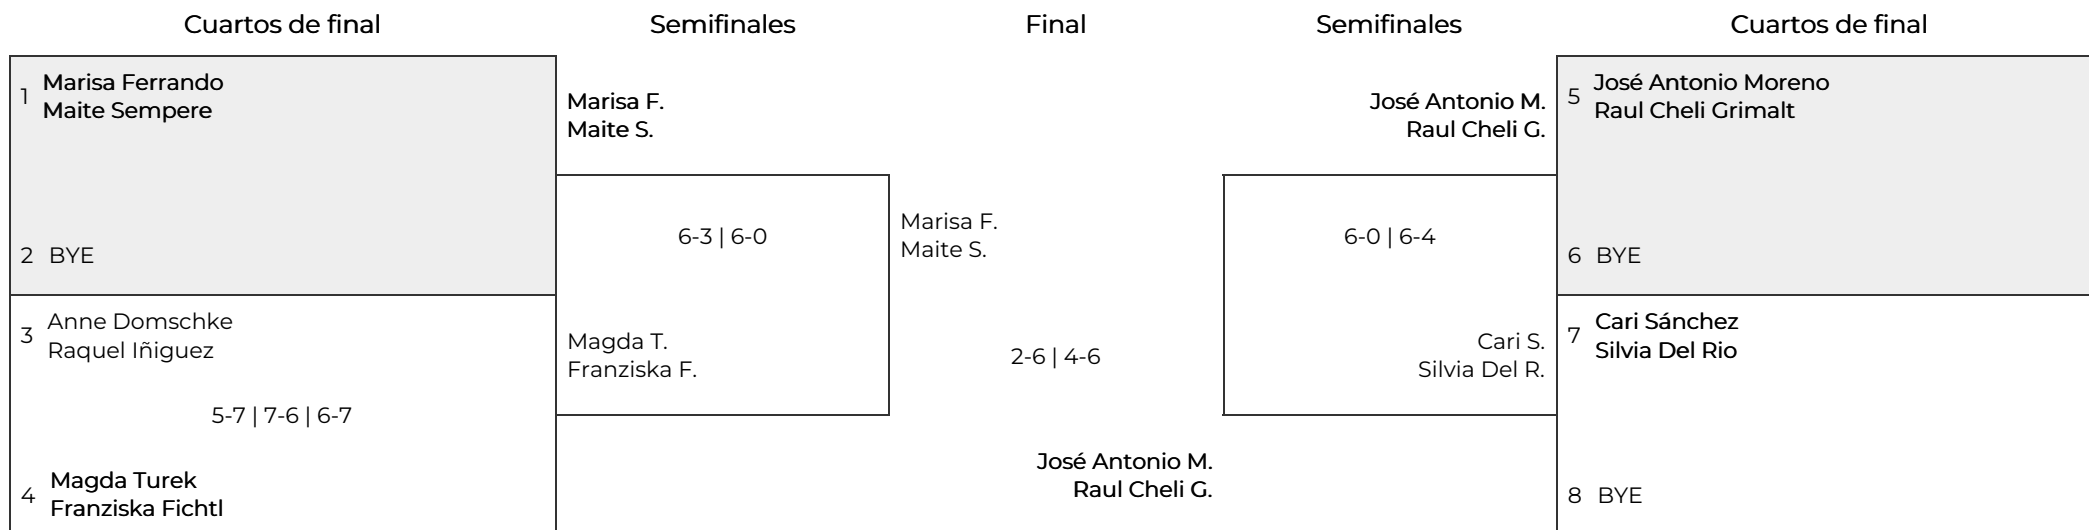 Cuartos de final
Semifinales
Final
Semifinales
Cuartos de final
1
Marisa Ferrando
Maite Sempere
2 BYE
3
Anne Domschke
Raquel Iñiguez
5-7 | 7-6 | 6-7
4
Magda Turek
Franziska Fichtl
Marisa F.
Maite S.
6-3 | 6-0
Magda T.
Franziska F.
Marisa F.
Maite S.
2-6 | 4-6
José Antonio M.
Raul Cheli G.
José Antonio M.
Raul Cheli G.
6-0 | 6-4
Cari S.
Silvia Del R.
5
José Antonio Moreno
Raul Cheli Grimalt
6 BYE
7
Cari Sánchez
Silvia Del Rio
8 BYE